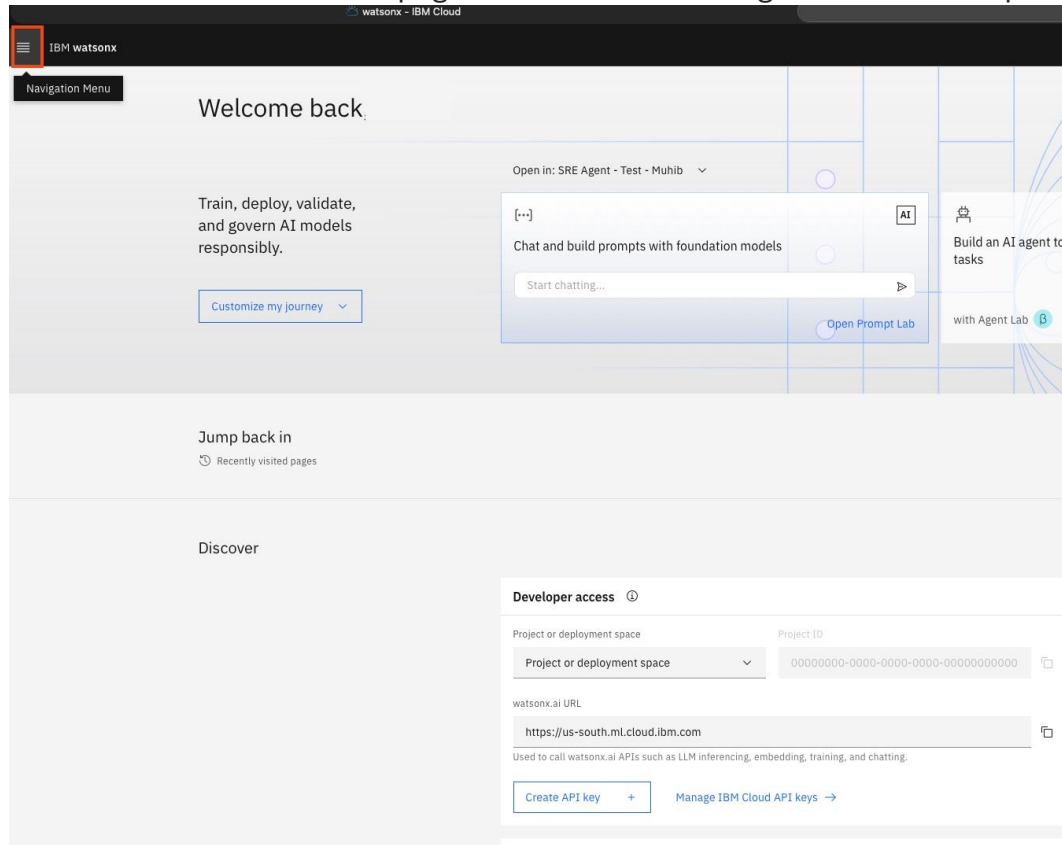 watsonx - IBM Cloud
IBM watsonx
Navigation Menu
Welcome back
Open in: SRE Agent - Test - Muhib
Train, deploy, validate,
and govern AI models
responsibly.
Customize my journey
[...]
AI
Chat and build prompts with foundation models
Start chatting...
Open Prompt Lab
Build an AI agent to
tasks
with Agent Lab β
Jump back in
Recently visited pages
Discover
Developer access
Project or deployment space
Project ID
Project or deployment space
00000000-0000-0000-0000-00000000000
watsonx.ai URL
https://us-south.ml.cloud.ibm.com
Used to call watsonx.ai APIs such as LLM inferencing, embedding, training, and chatting.
Create API key +
Manage IBM Cloud API keys →